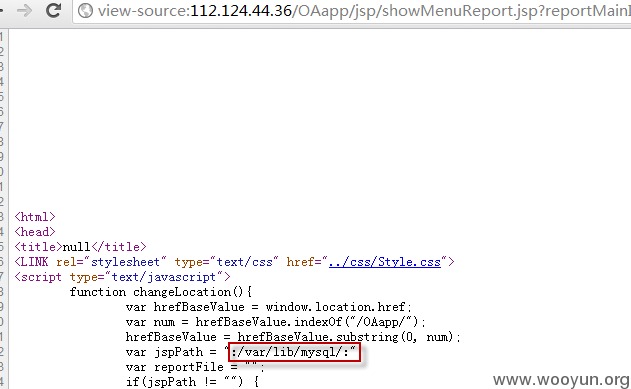 view-source:112.124.44.36/OAapp/jsp/showMenuReport.jsp?reportMain
<html>
<head>
<title>null</title>
<LINK rel="stylesheet" type="text/css" href="../css/Style.css">
<script type="text/javascript">
function changeLocation(){
var hrefBaseValue = window.location.href;
var num = hrefBaseValue.indexOf("/OAapp/");
hrefBaseValue = hrefBaseValue.substring(0, num);
var jspPath = ":/var/lib/mysql/:"
var reportFile = "";
if(jspPath != "") {
www.wooyun.org